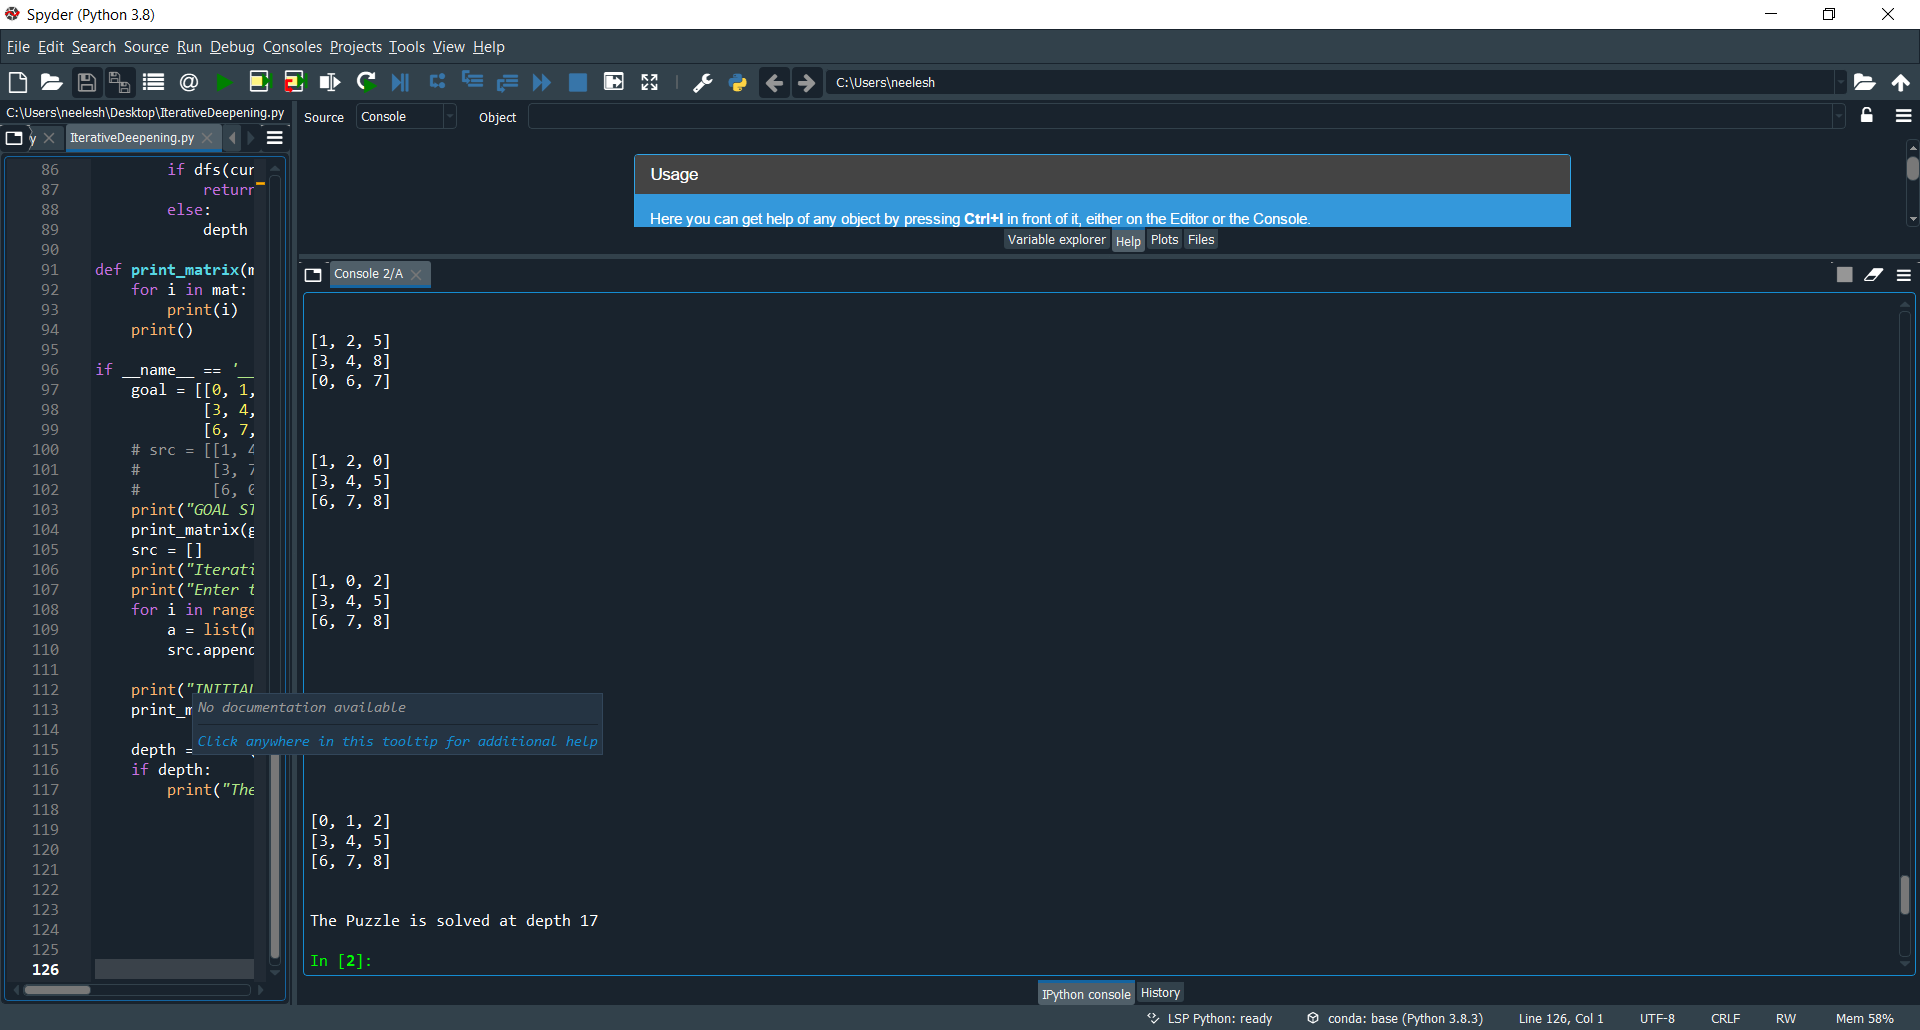 Spyder (Python 3.8)
File Edit Search Source Run Debug Consoles Projects Tools View Help
C:\Users\neelesh
C:\Users\neelesh\Desktop\IterativeDeepening.py
Source Console Object
y IterativeDeepening.py
Usage
Here you can get help of any object by pressing Ctrl+I in front of it, either on the Editor or the Console.
Variable explorer Help Plots Files
86 if dfs(cur
87 return
88 else:
89 depth
90
91 def print_matrix(m
92 for i in mat:
93 print(i)
94 print()
95
96 if __name__ == '__
97 goal = [[0, 1,
98 [3, 4,
99 [6, 7,
100 # src = [[1, 4
101 # [3, 7
102 # [6, 0
103 print("GOAL ST
104 print_matrix(g
105 src = []
106 print("Iterati
107 print("Enter t
108 for i in range
109 a = list(m
110 src.append
111
112 print("INITIAL
113 print_m
114
115 depth =
116 if depth:
117 print("The
118
119
120
121
122
123
124
125
126
No documentation available
Click anywhere in this tooltip for additional help
Console 2/A
[1, 2, 5]
[3, 4, 8]
[0, 6, 7]
[1, 2, 0]
[3, 4, 5]
[6, 7, 8]
[1, 0, 2]
[3, 4, 5]
[6, 7, 8]
[0, 1, 2]
[3, 4, 5]
[6, 7, 8]
The Puzzle is solved at depth 17
In [2]:
IPython console History
LSP Python: ready conda: base (Python 3.8.3) Line 126, Col 1 UTF-8 CRLF RW Mem 58%